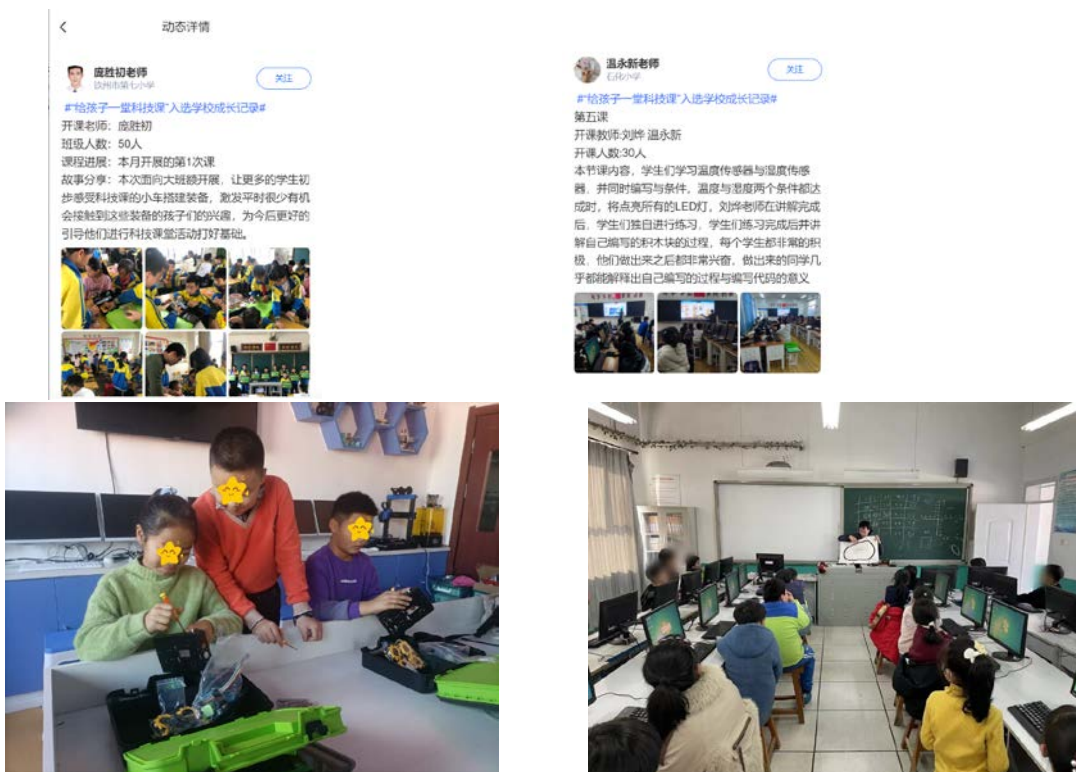 动态详情
庞胜初老师
钦州市第七小学
关注
#“给孩子一堂科技课”入选学校成长记录#
开课老师：庞胜初
班级人数：50人
课程进展：本月开展的第1次课
故事分享：本次面向大班额开展，让更多的学生初
步感受科技课的小车搭建装备，激发平时很少有机
会接触到这些装备的孩子们的兴趣，为今后更好的
引导他们进行科技课堂活动打好基础。
温永新老师
石化小学
关注
#“给孩子一堂科技课”入选学校成长记录#
第五课
开课教师:刘烨 温永新
开课人数:30人
本节课内容，学生们学习温度传感器与湿度传感
器，并同时编写与条件，温度与湿度两个条件都达
成时，将点亮所有的LED灯，刘烨老师在讲解完成
后，学生们独自进行练习，学生们练习完成后并讲
解自己编写的积木块的过程，每个学生都非常的积
极，他们做出来之后都非常兴奋，做出来的同学几
乎都能解释出自己编写的过程与编写代码的意义